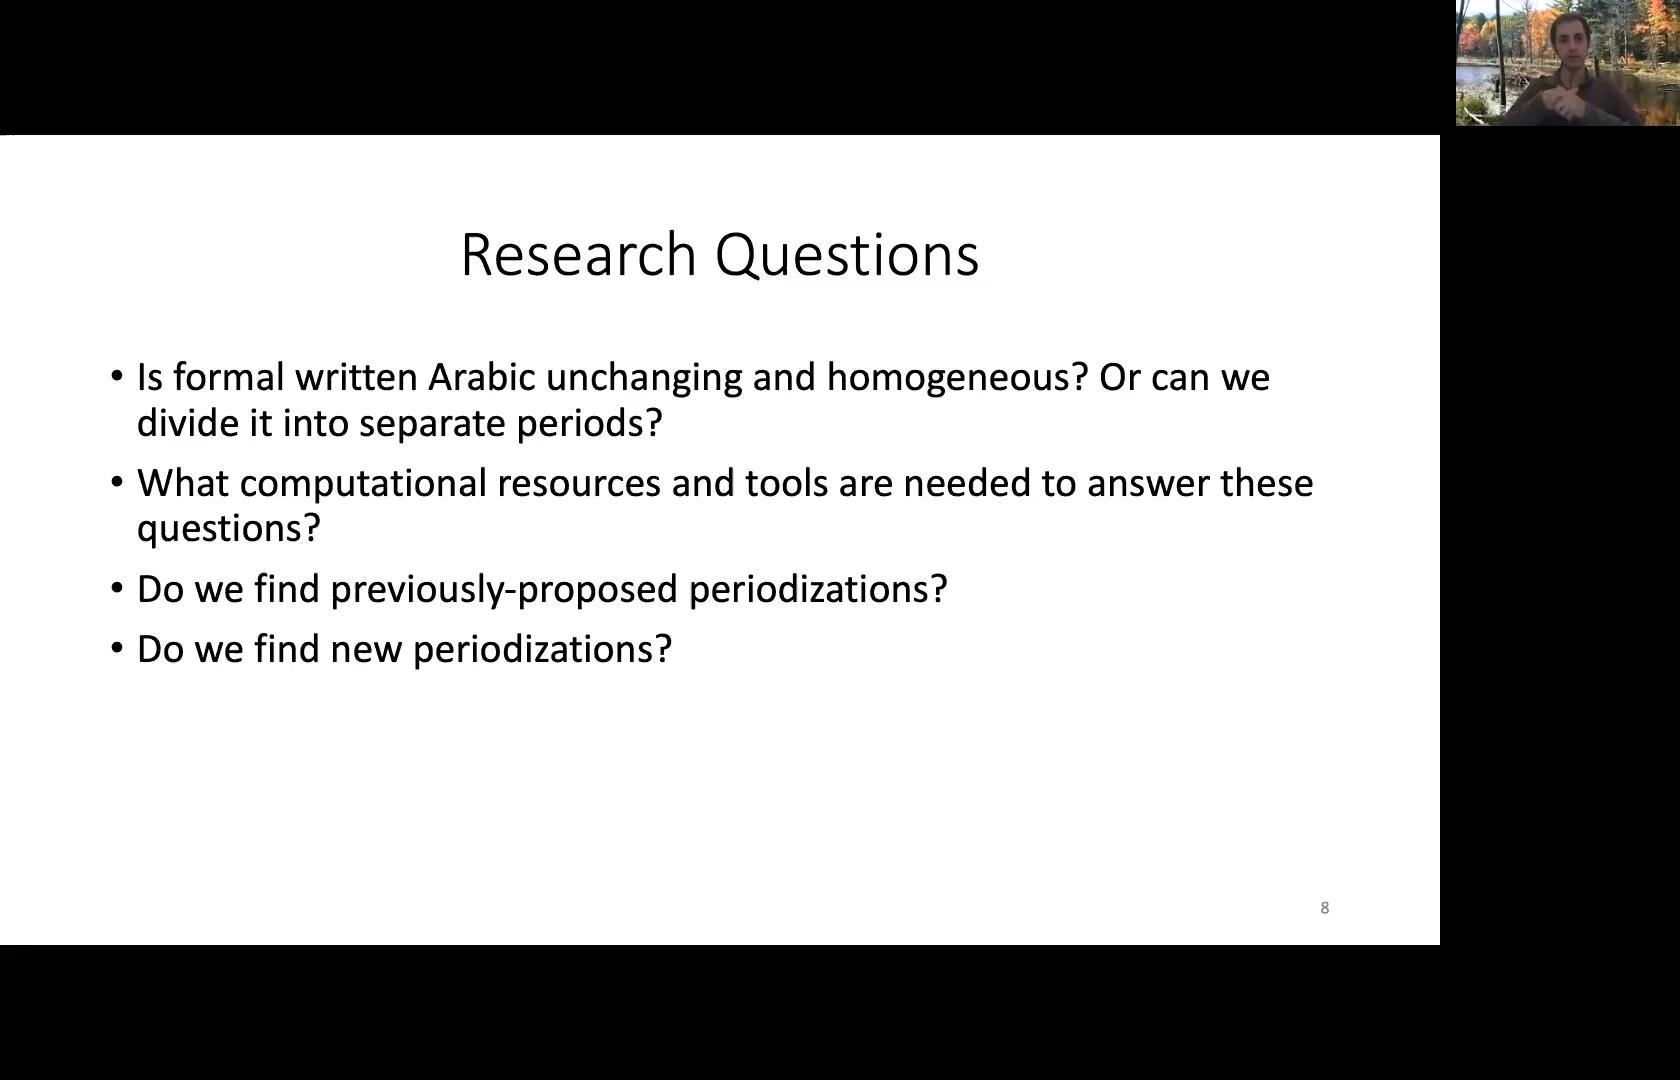 Research Questions
• Is formal written Arabic unchanging and homogeneous? Or can we
divide it into separate periods?
• What computational resources and tools are needed to answer these
questions?
• Do we find previously-proposed periodizations?
• Do we find new periodizations?
8